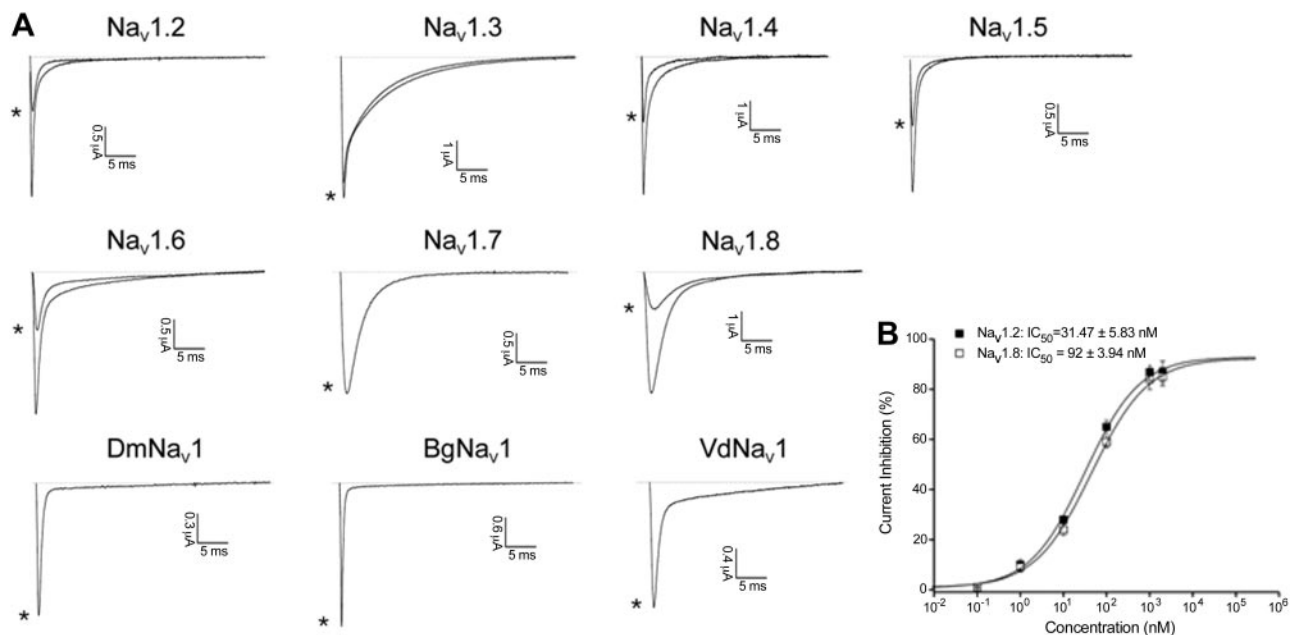 A
Nav1.2
Nav1.3
Nav1.4
Nav1.5
*
0.5 µA
5 ms
*
1 µA
5 ms
*
1 µA
5 ms
*
0.5 µA
5 ms
Nav1.6
Nav1.7
Nav1.8
*
0.5 µA
5 ms
*
0.5 µA
5 ms
*
1 µA
5 ms
DmNav1
BgNav1
VdNav1
*
0.3 µA
5 ms
*
0.6 µA
5 ms
*
0.4 µA
5 ms
B
Nav1.2: IC50=31.47 ± 5.83 nM
Nav1.8: IC50 = 92 ± 3.94 nM
Current Inhibition (%)
100
80
60
40
20
0
10-2 10-1 100 101 102 103 104 105 106
Concentration (nM)